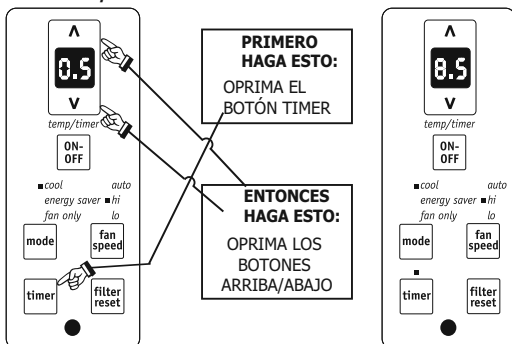 0.5
temp/timer
ON-
OFF
cool auto
energy saver hi
fan only lo
mode
fan
speed
timer
filter
reset
PRIMERO
HAGA ESTO:
OPRIMA EL
BOTÓN TIMER
ENTONCES
HAGA ESTO:
OPRIMA LOS
BOTONES
ARRIBA/ABAJO
8.5
temp/timer
ON-
OFF
cool auto
energy saver hi
fan only lo
mode
fan
speed
timer
filter
reset